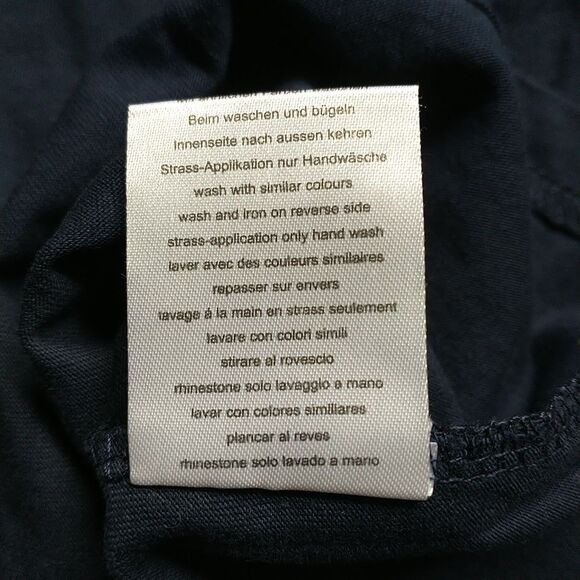 Beim waschen und bügeln
Innenseite nach aussen kehren
Strass-Applikation nur Handwäsche
wash with similar colours
wash and iron on reverse side
strass-application only hand wash
laver avec des couleurs similaires
repasser sur envers
lavage á la main en strass seulement
lavare con colori simili
stirare al rovescio
rhinestone solo lavaggio a mano
lavar con colores similiares
plancar al reves
rhinestone solo lavado a mano